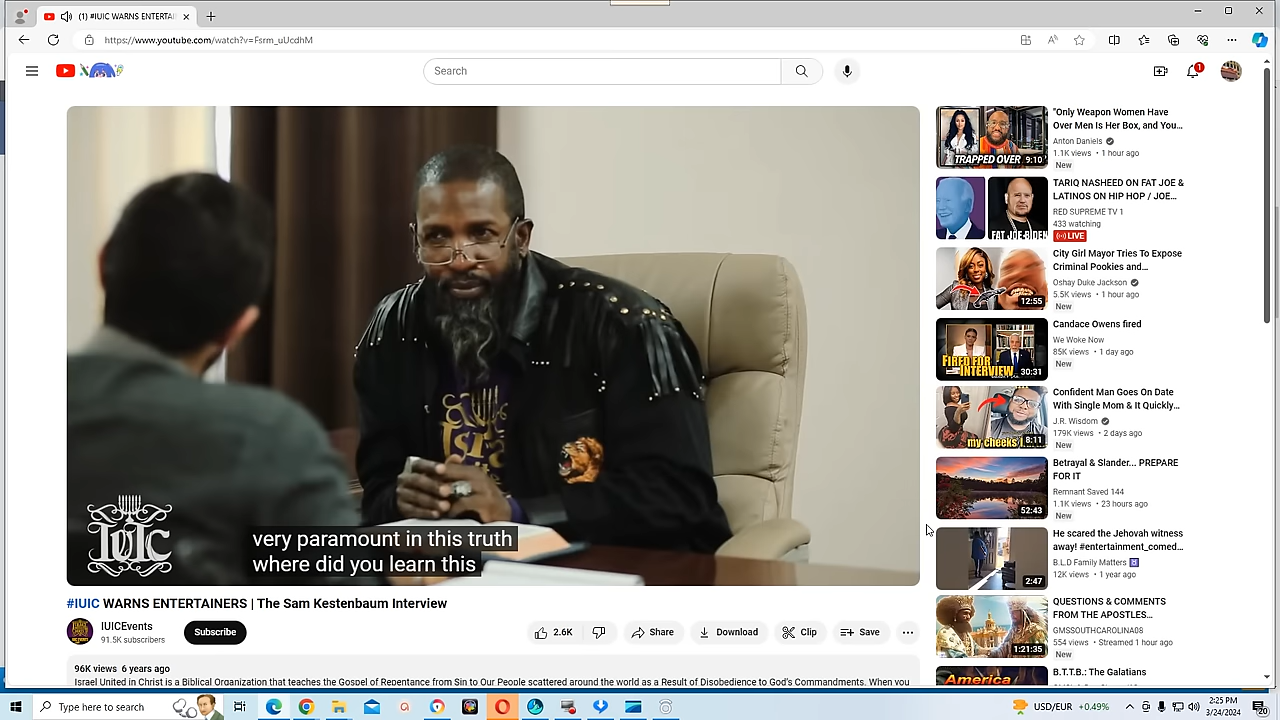 (1) #IUIC WARNS ENTERTAI
https://www.youtube.com/watch?v=Fsrm_uUcdhM
Search
1
IUIC
very paramount in this truth
where did you learn this
#IUIC WARNS ENTERTAINERS | The Sam Kestenbaum Interview
IUICEvents
91.5K subscribers
Subscribe
2.6K
Share
Download
Clip
Save
96K views 6 years ago
Israel United in Christ is a Biblical Organization that teaches the Gospel of Repentance from Sin to Our People scattered around the world as a Result of Disobedience to God's Commandments. When you
TRAPPED OVER
9:10
"Only Weapon Women Have
Over Men Is Her Box, and You...
Anton Daniels
1.1K views • 1 hour ago
New
FAT JOE-BIDEN
TARIQ NASHEED ON FAT JOE &
LATINOS ON HIP HOP / JOE...
RED SUPREME TV 1
433 watching
LIVE
12:55
City Girl Mayor Tries To Expose
Criminal Pookies and...
Oshay Duke Jackson
5.5K views • 1 hour ago
New
FIRED FOR
INTERVIEW
30:31
Candace Owens fired
We Woke Now
85K views • 1 day ago
New
my cheeks
8:11
Confident Man Goes On Date
With Single Mom & It Quickly...
J.R. Wisdom
179K views • 2 days ago
New
52:43
Betrayal & Slander... PREPARE
FOR IT
Remnant Saved 144
1.1K views • 23 hours ago
New
2:47
He scared the Jehovah witness
away! #entertainment_comed...
B.L.D Family Matters
12K views • 1 year ago
1:21:35
QUESTIONS & COMMENTS
FROM THE APOSTLES...
GMSSOUTHCAROLINA08
554 views • Streamed 1 hour ago
New
America
B.T.T.B.: The Galatians
Type here to search
USD/EUR +0.49%
2:25 PM
3/24/2024
20